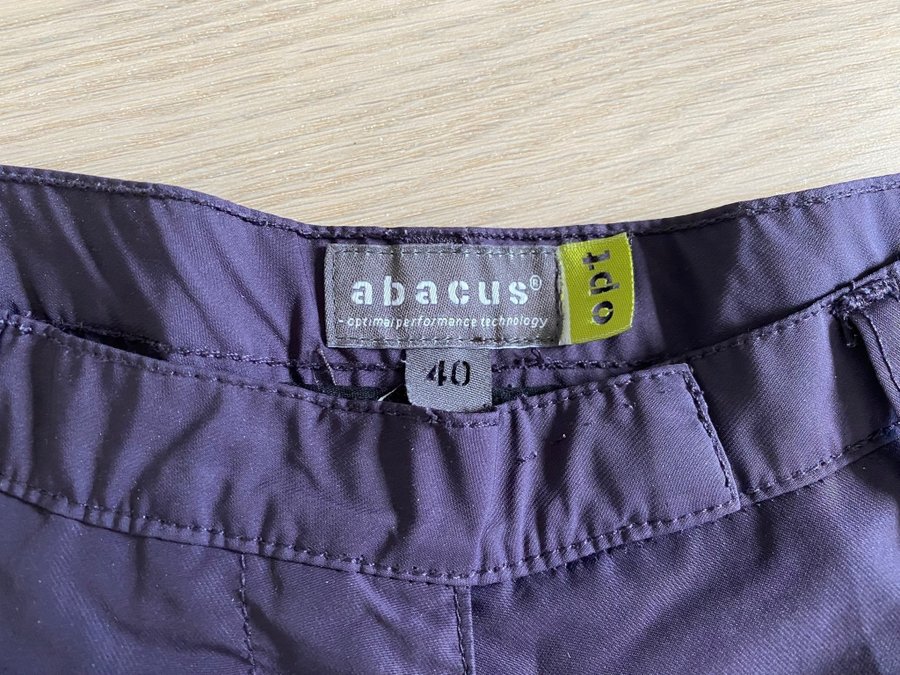 abacus®
-optimal performance technology
opt
40